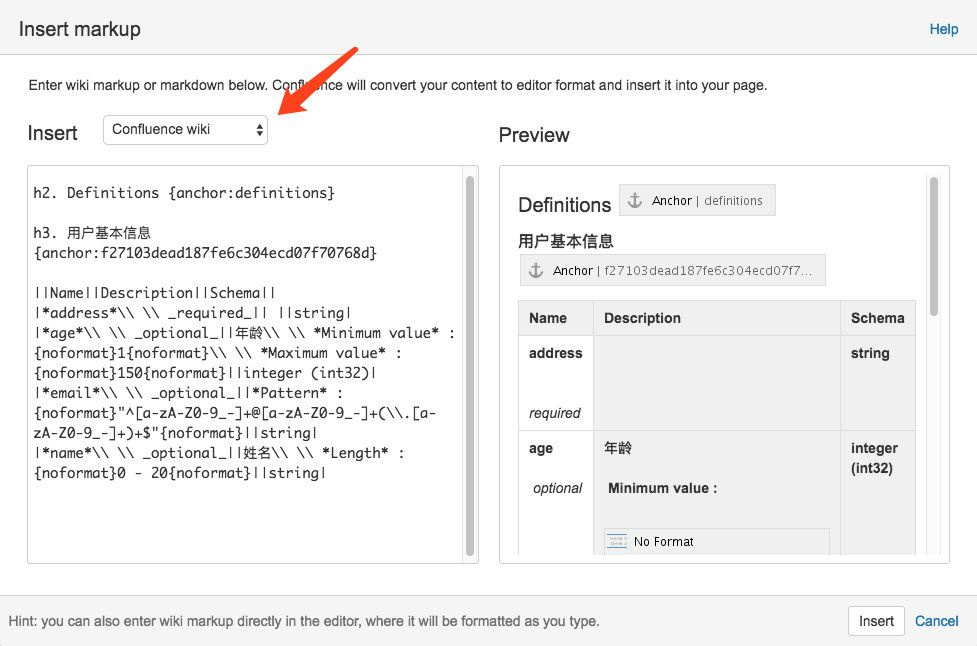 Insert markup
Help
Enter wiki markup or markdown below. Confluence will convert your content to editor format and insert it into your page.
Insert
Confluence wiki
h2. Definitions {anchor:definitions}
h3. 用户基本信息
{anchor:f27103dead187fe6c304ecd07f70768d}
||Name||Description||Schema||
|*address*\\ \\ _required_|| ||string|
|*age*\\ \\ _optional_||年龄\\ \\ *Minimum value* :
{noformat}1{noformat}\\ \\ *Maximum value* :
{noformat}150{noformat}||integer (int32)|
|*email*\\ \\ _optional_||*Pattern* :
{noformat}"^[a-zA-Z0-9_-]+@[a-zA-Z0-9_-]+(\\.[a-
zA-Z0-9_-]+)+$"{noformat}||string|
|*name*\\ \\ _optional_||姓名\\ \\ *Length* :
{noformat}0 - 20{noformat}||string|
Preview
Definitions
Anchor | definitions
用户基本信息
Anchor | f27103dead187fe6c304ecd07f7...
Name Description Schema
address string
required
age 年龄 integer
(int32)
optional Minimum value :
No Format
Hint: you can also enter wiki markup directly in the editor, where it will be formatted as you type.
Insert
Cancel